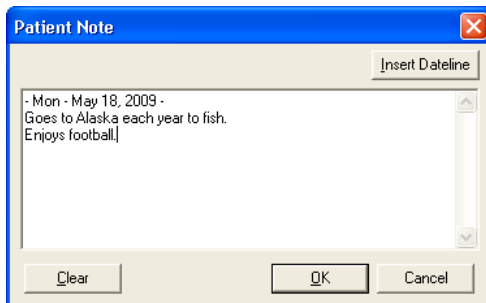 Patient Note
Insert Dateline
- Mon - May 18, 2009 -
Goes to Alaska each year to fish.
Enjoys football.
Clear
OK
Cancel